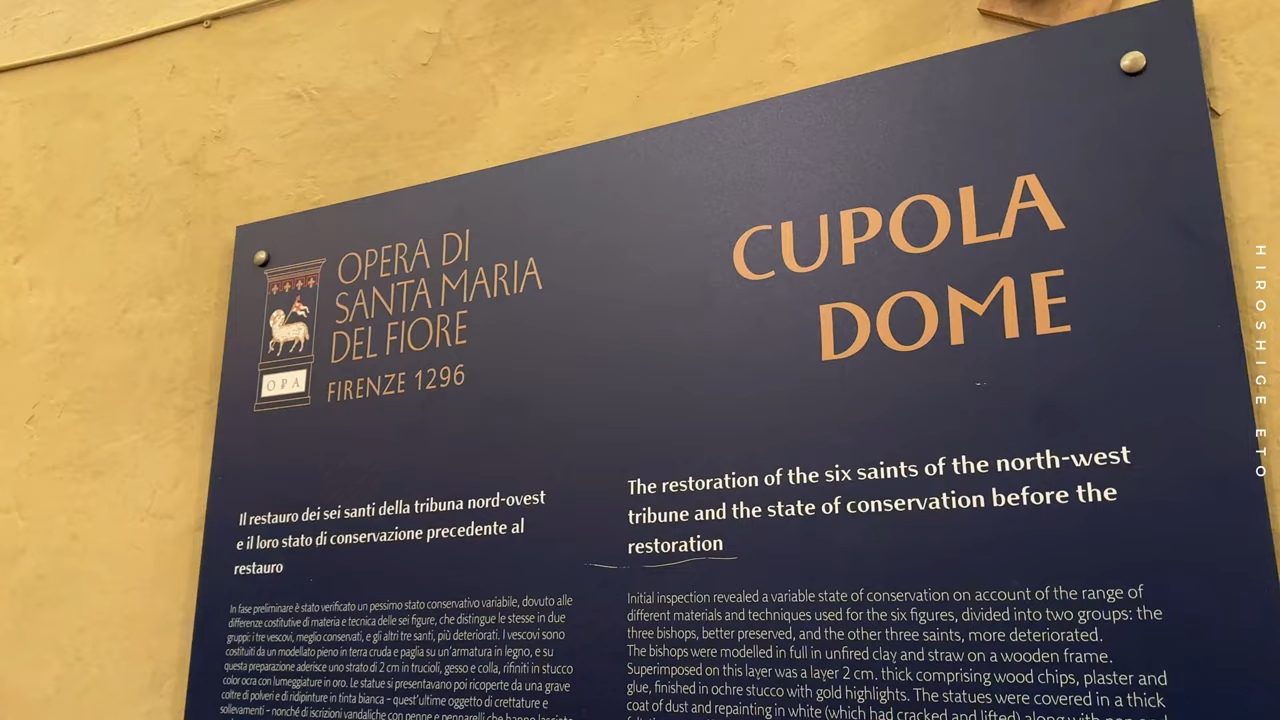 OPERA DI
SANTA MARIA
DEL FIORE
FIRENZE 1296
OPA
CUPOLA
DOME
Il restauro dei sei santi della tribuna nord-ovest
e il loro stato di conservazione precedente al
restauro
In fase preliminare è stato verificato un pessimo stato conservativo variabile, dovuto alle
differenze costitutive di materia e tecnica delle sei figure, che distingue le stesse in due
gruppi: i tre vescovi, meglio conservati, e gli altri tre santi, più deteriorati. I vescovi sono
costituiti da un modellato pieno in terra cruda e paglia su un'armatura in legno, e su
questa preparazione aderisce uno strato di 2 cm in trucioli, gesso e colla, rifiniti in stucco
color ocra con lumeggiature in oro. Le statue si presentavano poi ricoperte da una grave
coltre di polveri e di ridipinture in tinta bianca – quest'ultime oggetto di crettature e
sollevamenti – nonché di iscrizioni vandaliche con penne e pennarelli che hanno
The restoration of the six saints of the north-west
tribune and the state of conservation before the
restoration
Initial inspection revealed a variable state of conservation on account of the range of
different materials and techniques used for the six figures, divided into two groups: the
three bishops, better preserved, and the other three saints, more deteriorated.
The bishops were modelled in full in unfired clay and straw on a wooden frame.
Superimposed on this layer was a layer 2 cm. thick comprising wood chips, plaster and
glue, finished in ochre stucco with gold highlights. The statues were covered in a thick
coat of dust and repainting in white (which had cracked and lifted) along with
HIROSHIGE ETO